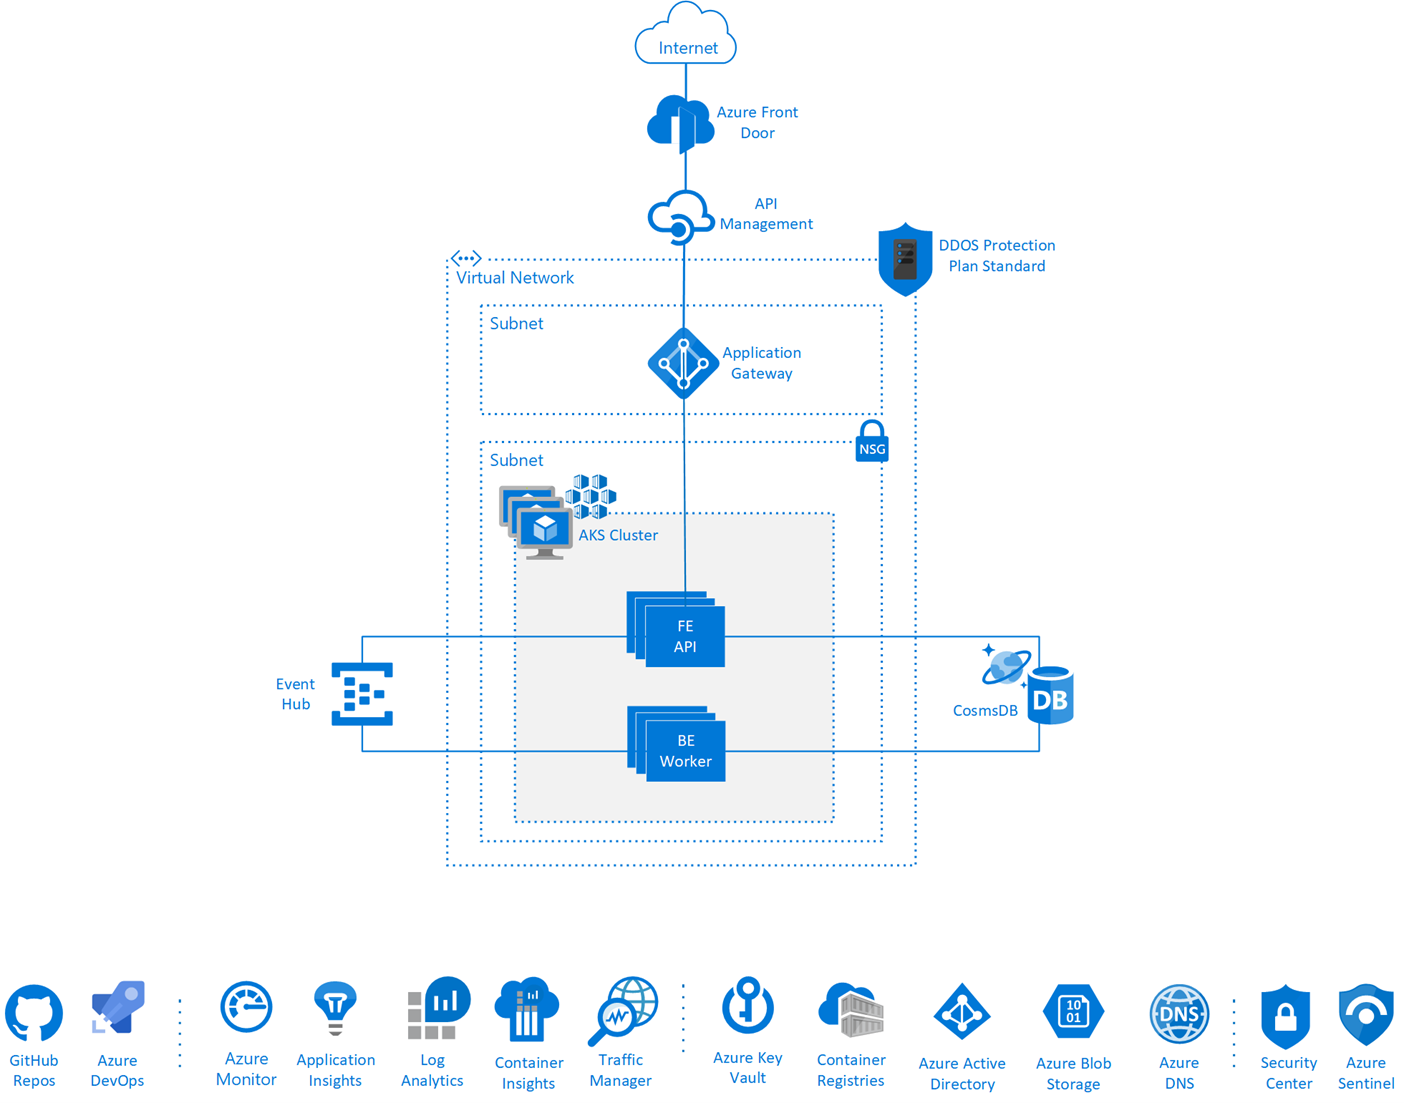 Internet
Azure Front
Door
API
Management
DDOS Protection
Plan Standard
Virtual Network
Subnet
Application
Gateway
NSG
Subnet
AKS Cluster
FE
API
Event
Hub
CosmsDB
DB
BE
Worker
10
01
DNS
GitHub
Repos
Azure
DevOps
Azure
Monitor
Application
Insights
Log
Analytics
Container
Insights
Traffic
Manager
Azure Key
Vault
Container
Registries
Azure Active
Directory
Azure Blob
Storage
Azure
DNS
Security
Center
Azure
Sentinel